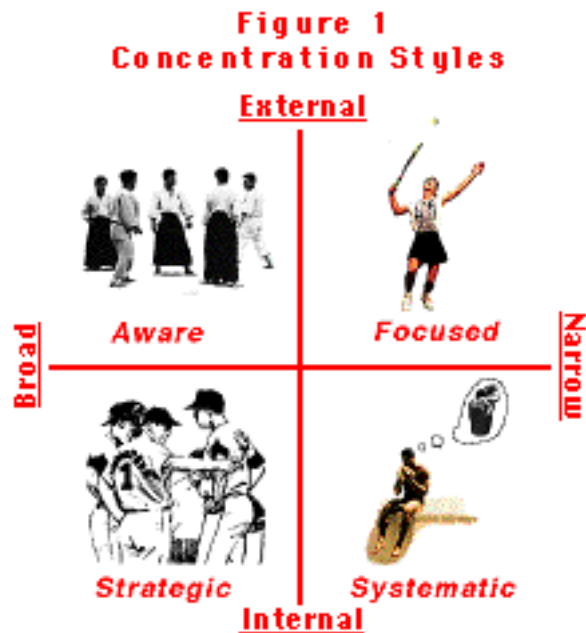 Figure 1
Concentration Styles
External
Aware
Focused
Broad
Narrow
Strategic
Systematic
Internal